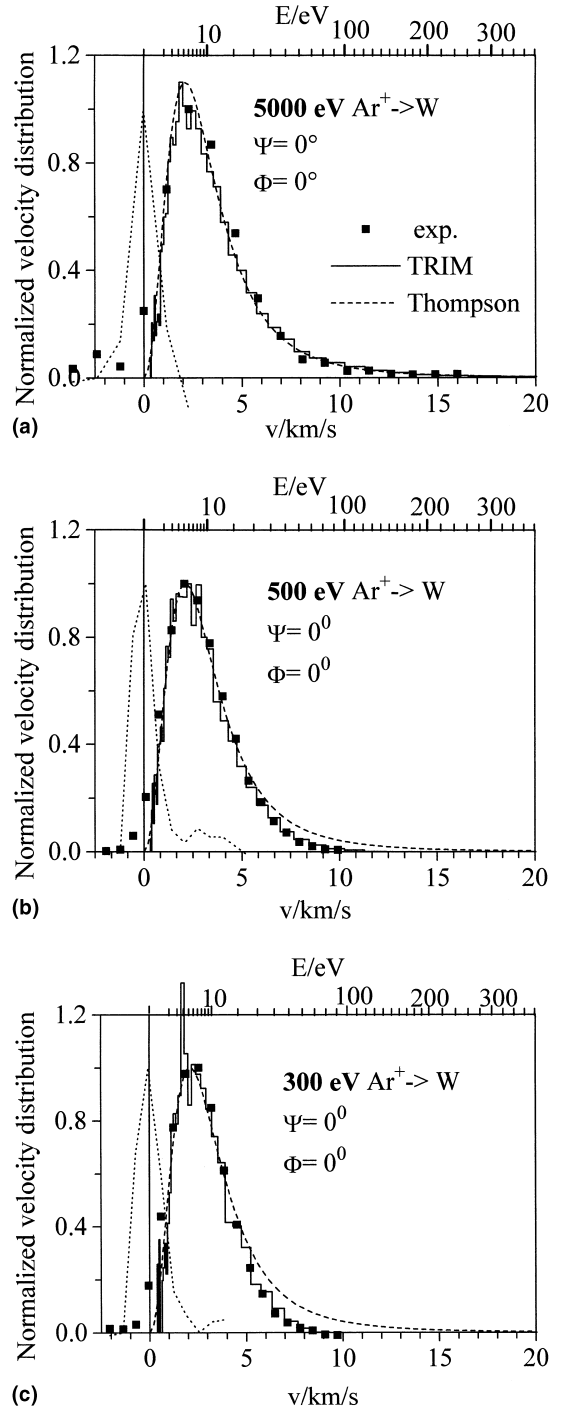 E/eV
10 100 200 300
Normalized velocity distribution
1.2
0.8
0.4
0.0
5000 eV Ar⁺->W
Ψ= 0°
Φ= 0°
exp.
TRIM
Thompson
0 5 10 15 20
v/km/s
(a)
E/eV
10 100 200 300
Normalized velocity distribution
1.2
0.8
0.4
0.0
500 eV Ar⁺-> W
Ψ= 0⁰
Φ= 0⁰
0 5 10 15 20
v/km/s
(b)
E/eV
10 100 200 300
Normalized velocity distribution
1.2
0.8
0.4
0.0
300 eV Ar⁺-> W
Ψ= 0⁰
Φ= 0⁰
0 5 10 15 20
v/km/s
(c)